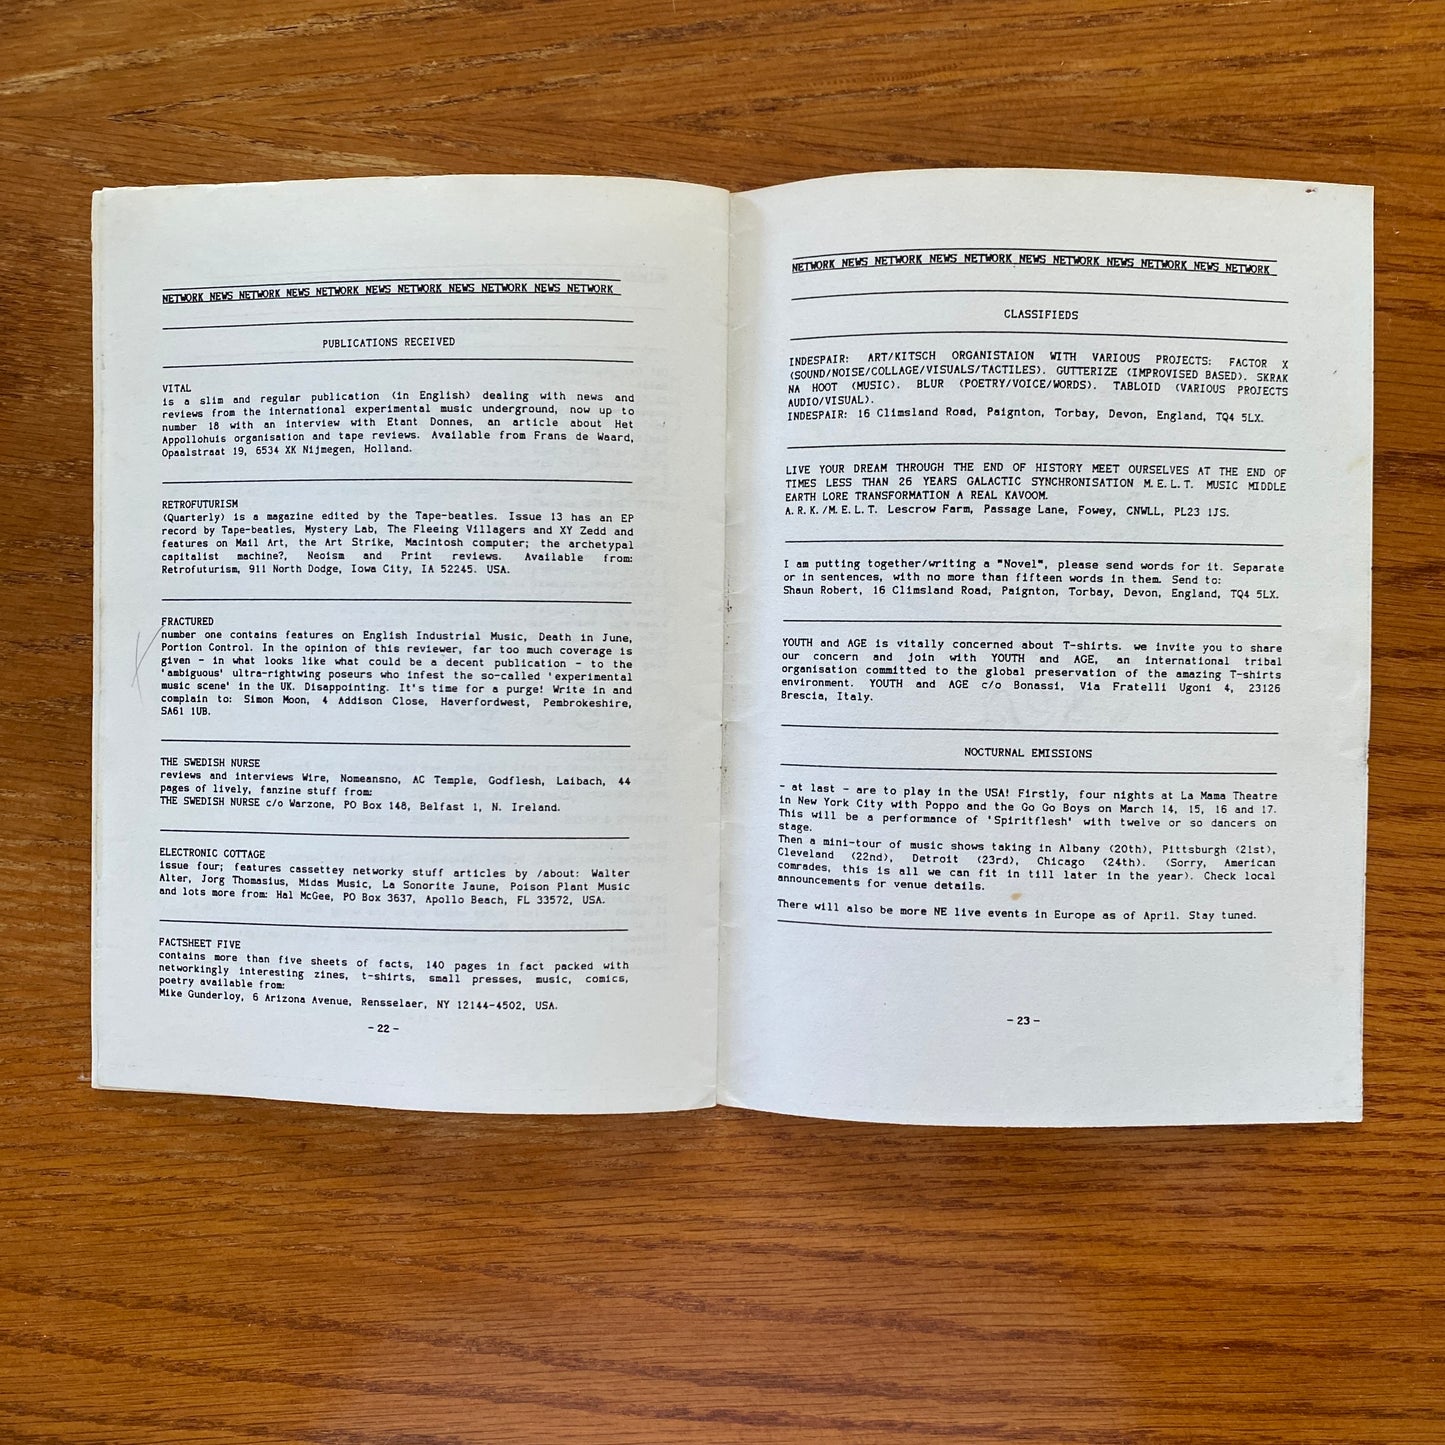 NETWORK NEWS NETWORK NEWS NETWORK NEWS NETWORK NEWS NETWORK NEWS NETWORK
PUBLICATIONS RECEIVED
VITAL
is a slim and regular publication (in English) dealing with news and
reviews from the international experimental music underground, now up to
number 18 with an interview with Etant Donnes, an article about Het
Appollohuis organisation and tape reviews. Available from Frans de Waard,
Opaalstraat 19, 6534 XK Nijmegen, Holland.
RETROFUTURISM
(Quarterly) is a magazine edited by the Tape-beatles. Issue 13 has an EP
record by Tape-beatles, Mystery Lab, The Fleeing Villagers and XY Zedd and
features on Mail Art, the Art Strike, Macintosh computer; the archetypal
capitalist machine?, Neoism and Print reviews. Available from:
Retrofuturism, 911 North Dodge, Iowa City, IA 52245. USA.
FRACTURED
number one contains features on English Industrial Music, Death in June,
Portion Control. In the opinion of this reviewer, far too much coverage is
given - in what looks like what could be a decent publication - to the
'ambiguous' ultra-rightwing poseurs who infest the so-called 'experimental
music scene' in the UK. Disappointing. It's time for a purge! Write in and
complain to: Simon Moon, 4 Addison Close, Haverfordwest, Pembrokeshire,
SA61 1UB.
THE SWEDISH NURSE
reviews and interviews Wire, Nomeansno, AC Temple, Godflesh, Laibach, 44
pages of lively, fanzine stuff from:
THE SWEDISH NURSE c/o Warzone, PO Box 148, Belfast 1, N. Ireland.
ELECTRONIC COTTAGE
issue four; features cassettey networky stuff articles by /about: Walter
Alter, Jorg Thomasius, Midas Music, La Sonorite Jaune, Poison Plant Music
and lots more from: Hal McGee, PO Box 3637, Apollo Beach, FL 33572, USA.
FACTSHEET FIVE
contains more than five sheets of facts, 140 pages in fact packed with
networkingly interesting zines, t-shirts, small presses, music, comics,
poetry available from:
Mike Gunderloy, 6 Arizona Avenue, Rensselaer, NY 12144-4502, USA.
- 22 -
NETWORK NEWS NETWORK NEWS NETWORK NEWS NETWORK NEWS NETWORK NEWS NETWORK
CLASSIFIEDS
INDESPAIR: ART/KITSCH ORGANISTAION WITH VARIOUS PROJECTS: FACTOR X
(SOUND/NOISE/COLLAGE/VISUALS/TACTILES). GUTTERIZE (IMPROVISED BASED). SKRAK
NA HOOT (MUSIC). BLUR (POETRY/VOICE/WORDS). TABLOID (VARIOUS PROJECTS
AUDIO/VISUAL).
INDESPAIR: 16 Climsland Road, Paignton, Torbay, Devon, England, TQ4 5LX.
LIVE YOUR DREAM THROUGH THE END OF HISTORY MEET OURSELVES AT THE END OF
TIMES LESS THAN 26 YEARS GALACTIC SYNCHRONISATION M.E.L.T. MUSIC MIDDLE
EARTH LORE TRANSFORMATION A REAL KAVOOM.
A.R.K./M.E.L.T. Lescrow Farm, Passage Lane, Fowey, CNWLL, PL23 1JS.
I am putting together/writing a "Novel", please send words for it. Separate
or in sentences, with no more than fifteen words in them. Send to:
Shaun Robert, 16 Climsland Road, Paignton, Torbay, Devon, England, TQ4 5LX.
YOUTH and AGE is vitally concerned about T-shirts. we invite you to share
our concern and join with YOUTH and AGE, an international tribal
organisation committed to the global preservation of the amazing T-shirts
environment. YOUTH and AGE c/o Bonassi, Via Fratelli Ugoni 4, 23126
Brescia, Italy.
NOCTURNAL EMISSIONS
- at last - are to play in the USA! Firstly, four nights at La Mama Theatre
in New York City with Poppo and the Go Go Boys on March 14, 15, 16 and 17.
This will be a performance of 'Spiritflesh' with twelve or so dancers on
stage.
Then a mini-tour of music shows taking in Albany (20th), Pittsburgh (21st),
Cleveland (22nd), Detroit (23rd), Chicago (24th). (Sorry, American
comrades, this is all we can fit in till later in the year). Check local
announcements for venue details.
There will also be more NE live events in Europe as of April. Stay tuned.
- 23 -